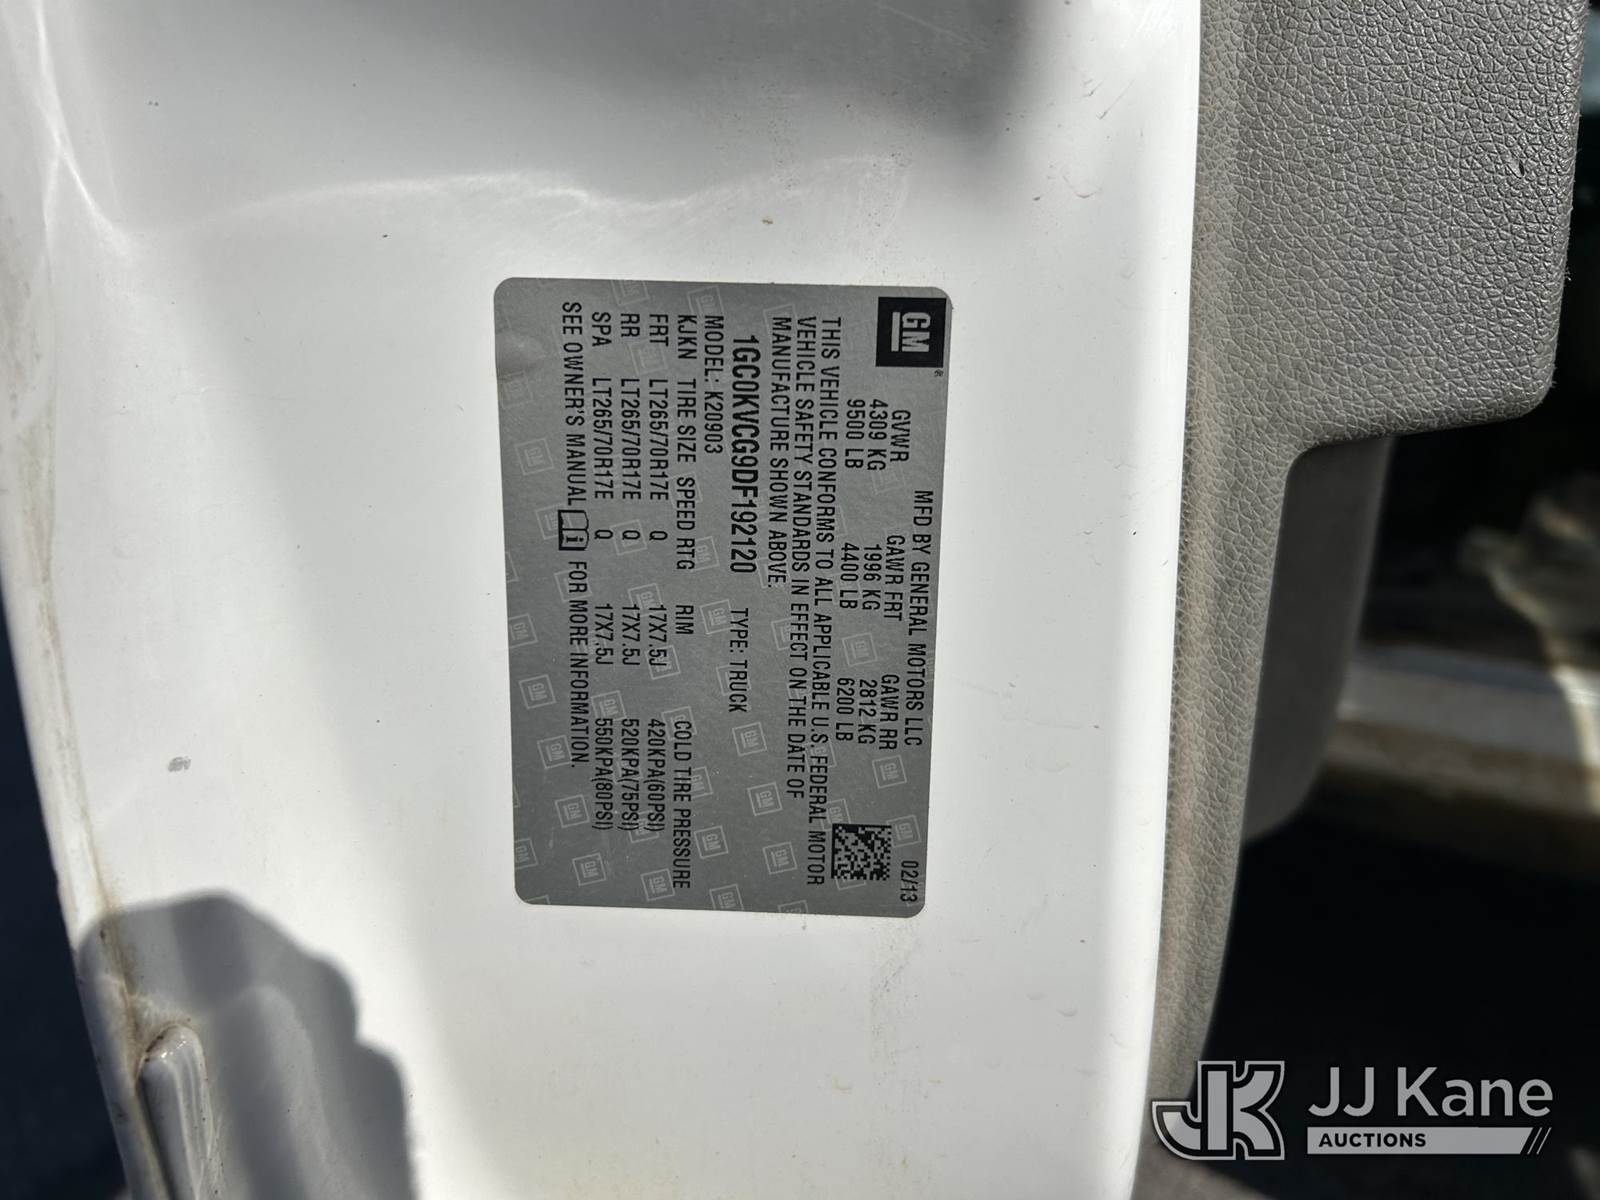 GM
MFD BY GENERAL MOTORS LLC 02/13
GVWR GAWR FRT GAWR RR
4309 KG 1996 KG 2812 KG
9500 LB 4400 LB 6200 LB
THIS VEHICLE CONFORMS TO ALL APPLICABLE U.S. FEDERAL MOTOR
VEHICLE SAFETY STANDARDS IN EFFECT ON THE DATE OF
MANUFACTURE SHOWN ABOVE.
1GC0KVCG9DF192120 TYPE: TRUCK
MODEL: K20903
KJKN TIRE SIZE SPEED RTG RIM COLD TIRE PRESSURE
FRT LT265/70R17E Q 17X7.5J 420KPA(60PSI)
RR LT265/70R17E Q 17X7.5J 520KPA(75PSI)
SPA LT265/70R17E Q 17X7.5J 550KPA(80PSI)
SEE OWNER'S MANUAL FOR MORE INFORMATION.
JK JJ Kane
AUCTIONS